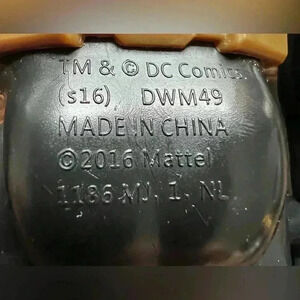 TM & © DC Comics.
(s16) DWM49
MADE IN CHINA
©2016 Mattel
1186 MJ. 1. NL